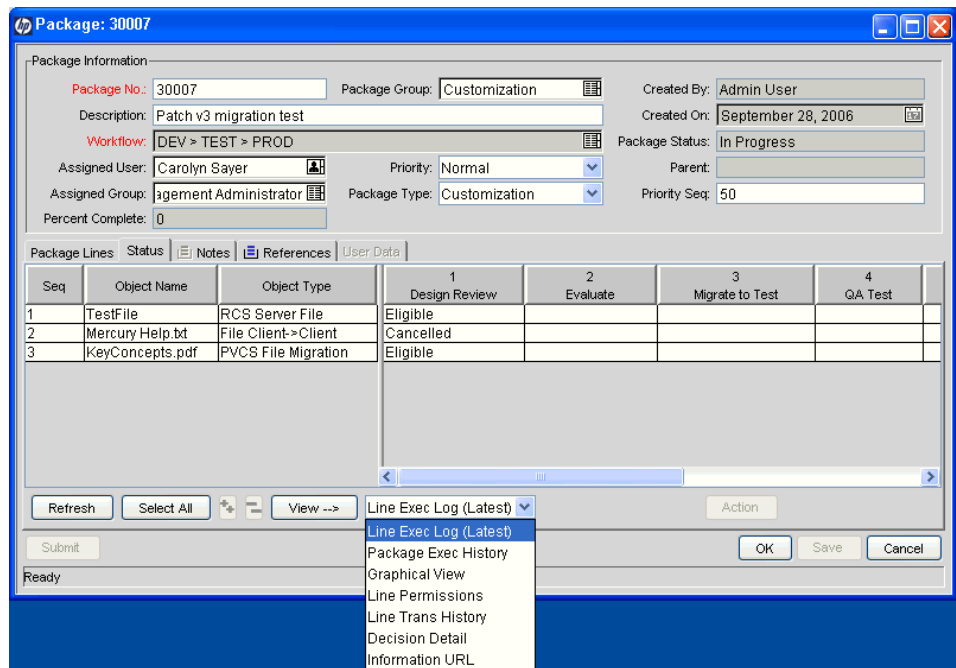 hp Package: 30007
Package Information
Package No.: 30007 Package Group: Customization Created By: Admin User
Description: Patch v3 migration test Created On: September 28, 2006 17
Workflow: DEV > TEST > PROD Package Status: In Progress
Assigned User: Carolyn Sayer Priority: Normal Parent:
Assigned Group: agement Administrator Package Type: Customization Priority Seq: 50
Percent Complete: 0
Package Lines Status Notes References User Data
Seq Object Name Object Type 1 Design Review 2 Evaluate 3 Migrate to Test 4 QA Test
1 TestFile RCS Server File Eligible
2 Mercury Help.txt File Client->Client Cancelled
3 KeyConcepts.pdf PVCS File Migration Eligible
Refresh Select All View --> Line Exec Log (Latest) Action
Line Exec Log (Latest)
Package Exec History
Graphical View
Line Permissions
Line Trans History
Decision Detail
Information URL
Submit OK Save Cancel
Ready